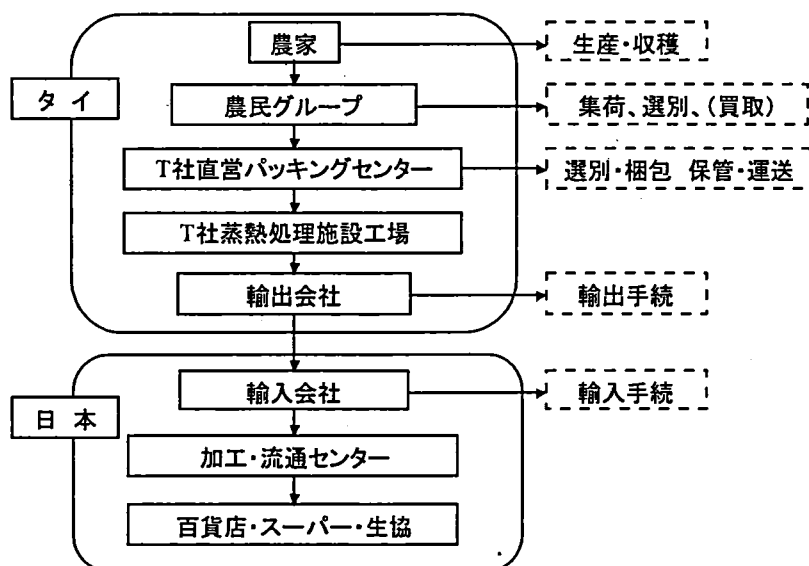 農家
生産・収穫
タイ
農民グループ
集荷、選別、(買取)
T社直営パッキングセンター
選別・梱包 保管・運送
T社蒸熱処理施設工場
輸出会社
輸出手続
輸入会社
輸入手続
日本
加工・流通センター
百貨店・スーパー・生協